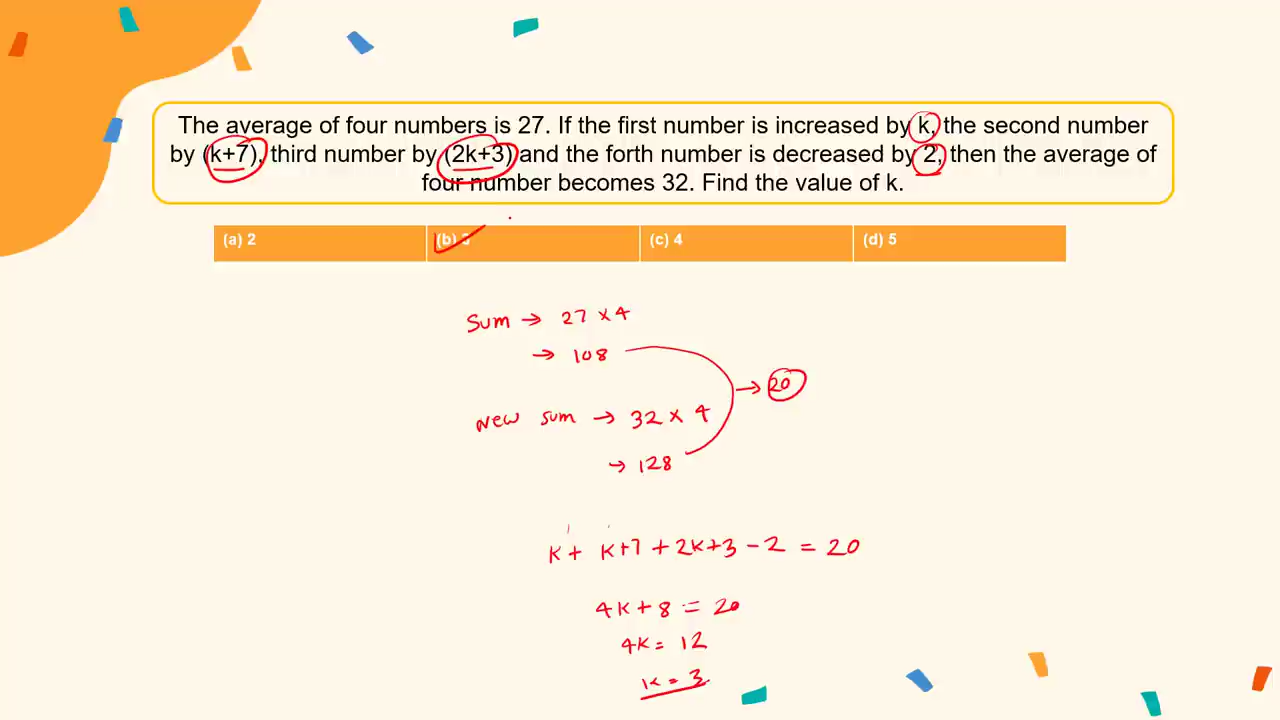 The average of four numbers is 27. If the first number is increased by k, the second number
by (k+7), third number by (2k+3) and the forth number is decreased by 2, then the average of
four number becomes 32. Find the value of k.
(a) 2
(b) 3
(c) 4
(d) 5
Sum → 27 × 4
→ 108
→ 20
New sum → 32 × 4
→ 128
K + K+7 + 2K+3 - 2 = 20
4K + 8 = 20
4K = 12
K = 3